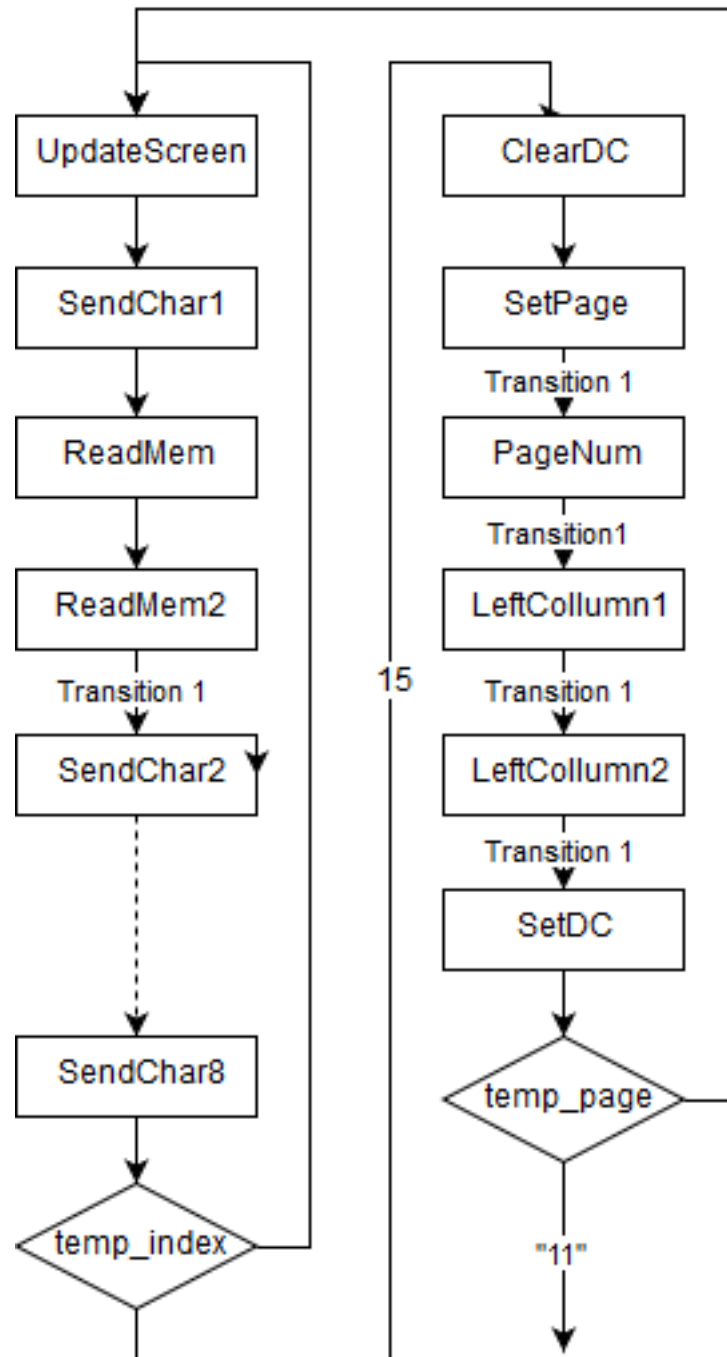 UpdateScreen
SendChar1
ReadMem
ReadMem2
Transition 1
SendChar2
SendChar8
temp_index
15
ClearDC
SetPage
Transition 1
PageNum
Transition1
LeftCollumn1
Transition 1
LeftCollumn2
Transition 1
SetDC
temp_page
"11"